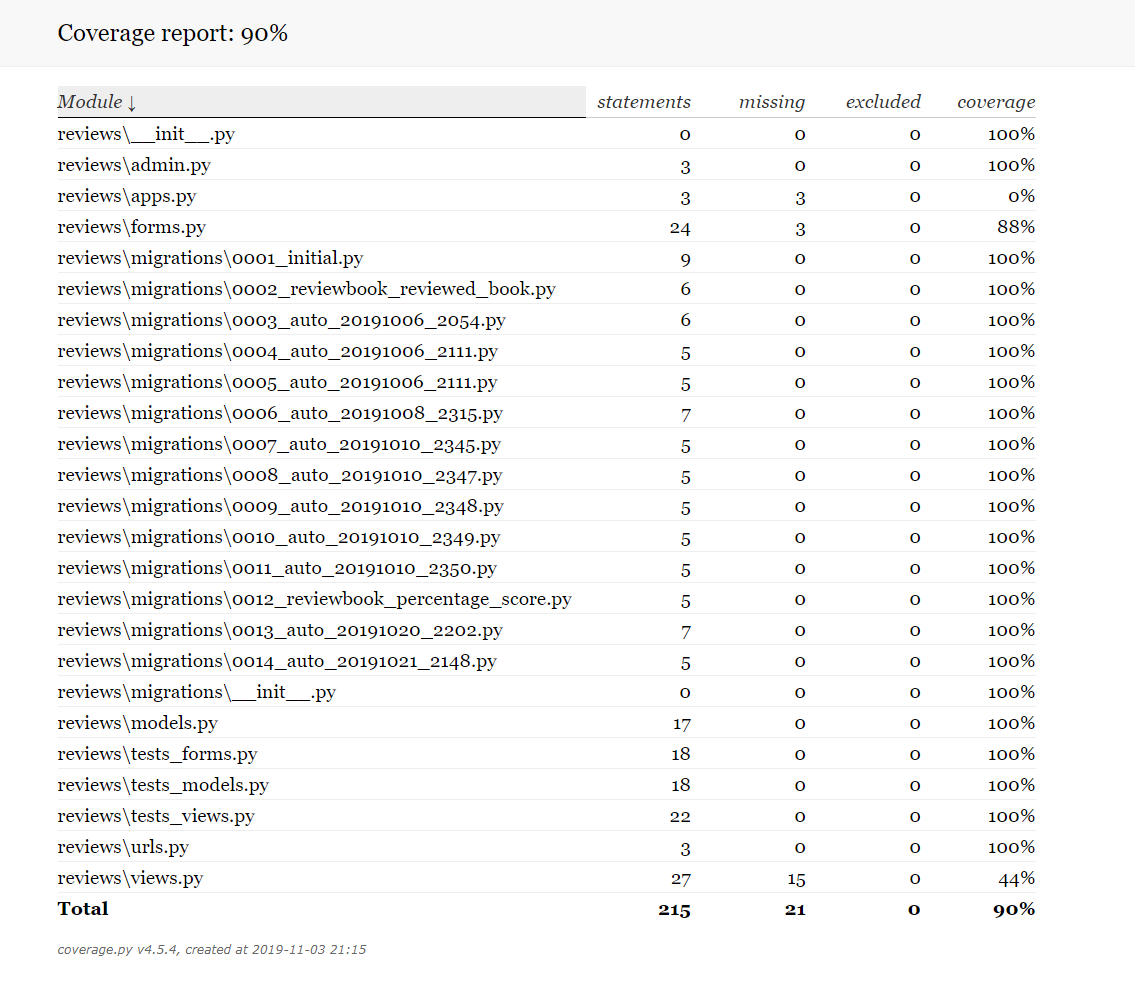 Coverage report: 90%
Module ↓ statements missing excluded coverage
reviews\__init__.py 0 0 0 100%
reviews\admin.py 3 0 0 100%
reviews\apps.py 3 3 0 0%
reviews\forms.py 24 3 0 88%
reviews\migrations\0001_initial.py 9 0 0 100%
reviews\migrations\0002_reviewbook_reviewed_book.py 6 0 0 100%
reviews\migrations\0003_auto_20191006_2054.py 6 0 0 100%
reviews\migrations\0004_auto_20191006_2111.py 5 0 0 100%
reviews\migrations\0005_auto_20191006_2111.py 5 0 0 100%
reviews\migrations\0006_auto_20191008_2315.py 7 0 0 100%
reviews\migrations\0007_auto_20191010_2345.py 5 0 0 100%
reviews\migrations\0008_auto_20191010_2347.py 5 0 0 100%
reviews\migrations\0009_auto_20191010_2348.py 5 0 0 100%
reviews\migrations\0010_auto_20191010_2349.py 5 0 0 100%
reviews\migrations\0011_auto_20191010_2350.py 5 0 0 100%
reviews\migrations\0012_reviewbook_percentage_score.py 5 0 0 100%
reviews\migrations\0013_auto_20191020_2202.py 7 0 0 100%
reviews\migrations\0014_auto_20191021_2148.py 5 0 0 100%
reviews\migrations\__init__.py 0 0 0 100%
reviews\models.py 17 0 0 100%
reviews\tests_forms.py 18 0 0 100%
reviews\tests_models.py 18 0 0 100%
reviews\tests_views.py 22 0 0 100%
reviews\urls.py 3 0 0 100%
reviews\views.py 27 15 0 44%
Total 215 21 0 90%
coverage.py v4.5.4, created at 2019-11-03 21:15